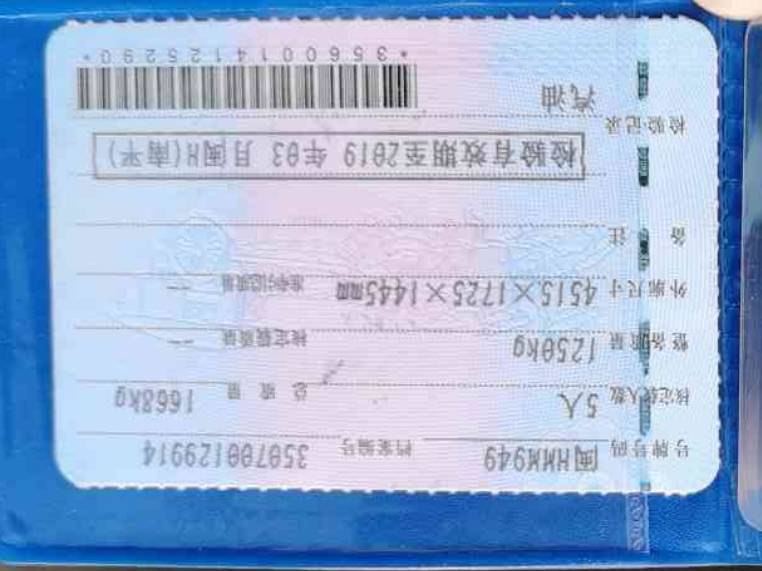 号牌号码 闽HMM949 档案编号 350700129914
核定载人数 5人 总质量 1668kg
整备质量 1250kg 核定载质量 --
外廓尺寸 4515×1725×1445mm 准牵引总质量 --
备注
检验有效期至2019年03月闽H(南平)
检验记录
汽油
*3560014125290*